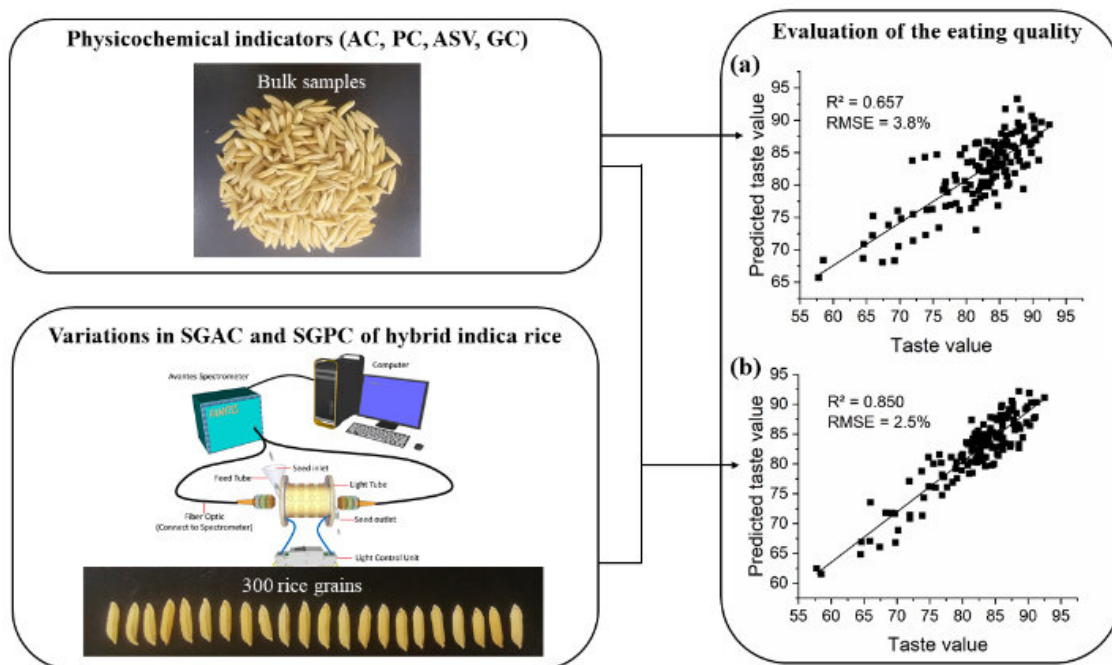 Physicochemical indicators (AC, PC, ASV, GC)
Bulk samples
Variations in SGAC and SGPC of hybrid indica rice
Avantes Spectrometer
Computer
Seed inlet
Feed Tube
Light Tube
Fiber Optic
(Connect to Spectrometer)
Seed outlet
Light Control Unit
300 rice grains
Evaluation of the eating quality
(a)
R² = 0.657
RMSE = 3.8%
Predicted taste value
95
90
85
80
75
70
65
55 60 65 70 75 80 85 90 95
Taste value
(b)
R² = 0.850
RMSE = 2.5%
Predicted taste value
95
90
85
80
75
70
65
60
55 60 65 70 75 80 85 90 95
Taste value